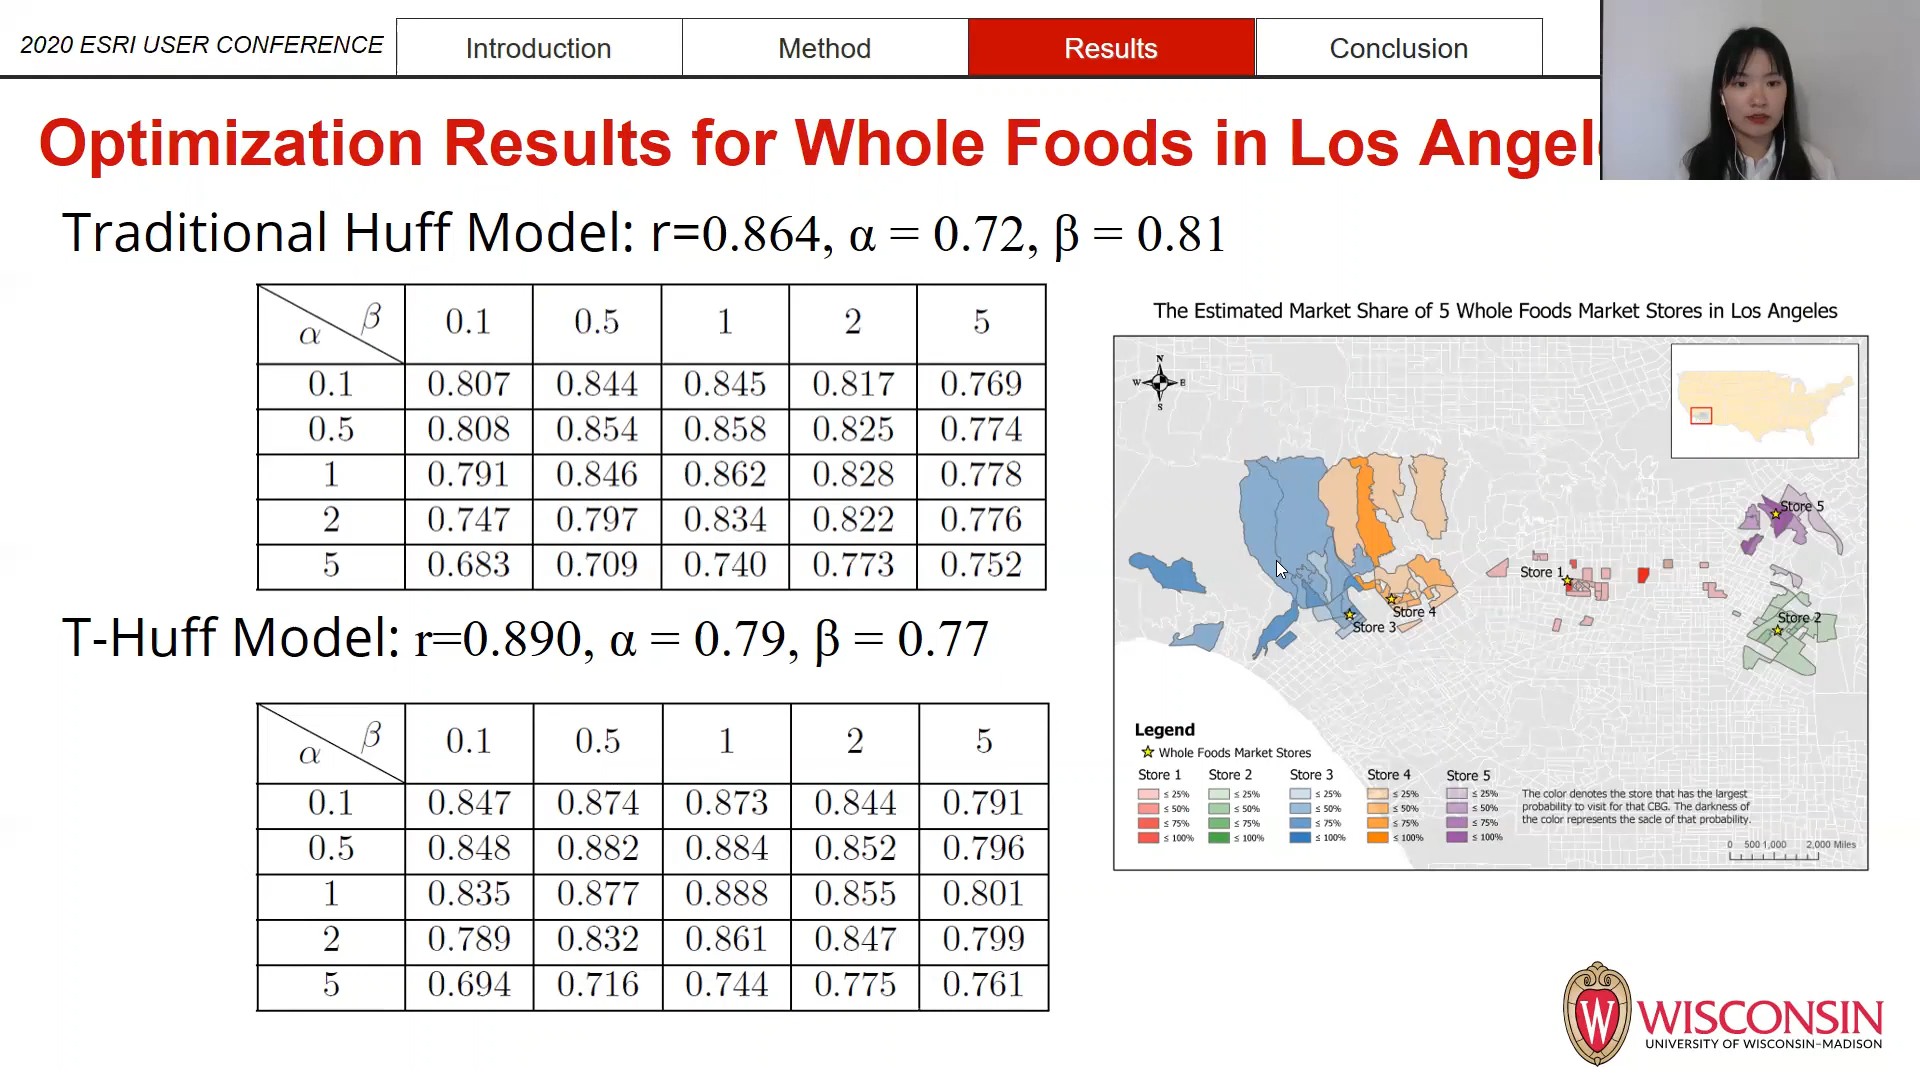 2020 ESRI USER CONFERENCE
Introduction
Method
Results
Conclusion
Optimization Results for Whole Foods in Los Angel
Traditional Huff Model: r=0.864, α = 0.72, β = 0.81
α β 0.1 0.5 1 2 5
0.1 0.807 0.844 0.845 0.817 0.769
0.5 0.808 0.854 0.858 0.825 0.774
1 0.791 0.846 0.862 0.828 0.778
2 0.747 0.797 0.834 0.822 0.776
5 0.683 0.709 0.740 0.773 0.752
T-Huff Model: r=0.890, α = 0.79, β = 0.77
α β 0.1 0.5 1 2 5
0.1 0.847 0.874 0.873 0.844 0.791
0.5 0.848 0.882 0.884 0.852 0.796
1 0.835 0.877 0.888 0.855 0.801
2 0.789 0.832 0.861 0.847 0.799
5 0.694 0.716 0.744 0.775 0.761
The Estimated Market Share of 5 Whole Foods Market Stores in Los Angeles
N
W E
S
Store 5
Store 1
Store 4
Store 3
Store 2
Legend
Whole Foods Market Stores
Store 1 Store 2 Store 3 Store 4 Store 5
≤ 25% ≤ 25% ≤ 25% ≤ 25% ≤ 25%
≤ 50% ≤ 50% ≤ 50% ≤ 50% ≤ 50%
≤ 75% ≤ 75% ≤ 75% ≤ 75% ≤ 75%
≤ 100% ≤ 100% ≤ 100% ≤ 100% ≤ 100%
The color denotes the store that has the largest
probability to visit for that CBG. The darkness of
the color represents the sacle of that probability.
0 500 1,000 2,000 Miles
W
WISCONSIN
UNIVERSITY OF WISCONSIN–MADISON